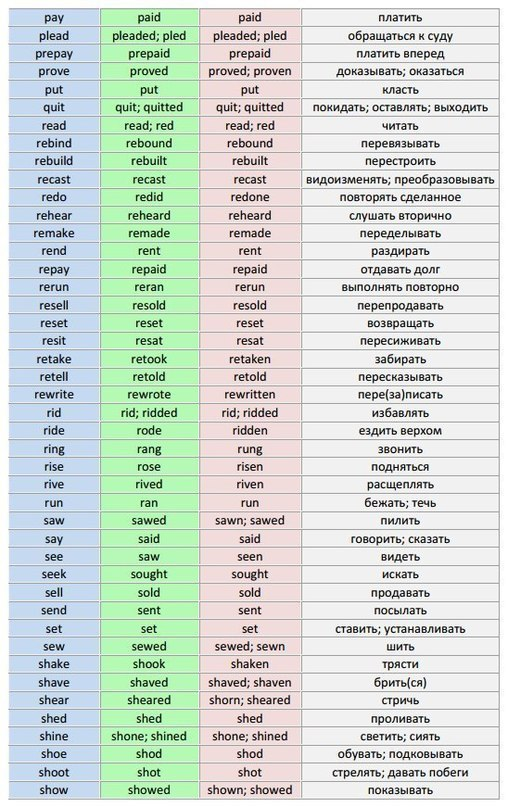 pay paid paid платить
plead pleaded; pled pleaded; pled обращаться к суду
prepay prepaid prepaid платить вперед
prove proved proved; proven доказывать; оказаться
put put put класть
quit quit; quitted quit; quitted покидать; оставлять; выходить
read read; red read; red читать
rebind rebound rebound перевязывать
rebuild rebuilt rebuilt перестроить
recast recast recast видоизменять; преобразовывать
redo redid redone повторять сделанное
rehear reheard reheard слушать вторично
remake remade remade переделывать
rend rent rent раздирать
repay repaid repaid отдавать долг
rerun reran rerun выполнять повторно
resell resold resold перепродавать
reset reset reset возвращать
resit resat resat пересиживать
retake retook retaken забирать
retell retold retold пересказывать
rewrite rewrote rewritten пере(за)писать
rid rid; ridded rid; ridded избавлять
ride rode ridden ездить верхом
ring rang rung звонить
rise rose risen подняться
rive rived riven расщеплять
run ran run бежать; течь
saw sawed sawn; sawed пилить
say said said говорить; сказать
see saw seen видеть
seek sought sought искать
sell sold sold продавать
send sent sent посылать
set set set ставить; устанавливать
sew sewed sewed; sewn шить
shake shook shaken трясти
shave shaved shaved; shaven брить(ся)
shear sheared shorn; sheared стричь
shed shed shed проливать
shine shone; shined shone; shined светить; сиять
shoe shod shod обувать; подковывать
shoot shot shot стрелять; давать побеги
show showed shown; showed показывать